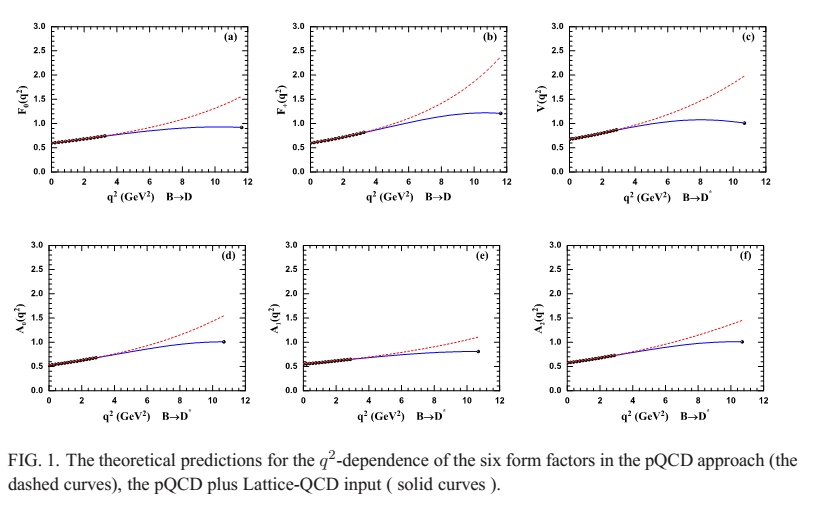 3.0
2.5
2.0
1.5
1.0
0.5
0.0
F₀(q²)
(a)
0 2 4 6 8 10 12
q² (GeV²) B→D
3.0
2.5
2.0
1.5
1.0
0.5
0.0
F₊(q²)
(b)
0 2 4 6 8 10 12
q² (GeV²) B→D
3.0
2.5
2.0
1.5
1.0
0.5
0.0
V(q²)
(c)
0 2 4 6 8 10 12
q² (GeV²) B→D*
3.0
2.5
2.0
1.5
1.0
0.5
0.0
A₀(q²)
(d)
0 2 4 6 8 10 12
q² (GeV²) B→D*
3.0
2.5
2.0
1.5
1.0
0.5
0.0
A₁(q²)
(e)
0 2 4 6 8 10 12
q² (GeV²) B→D*
3.0
2.5
2.0
1.5
1.0
0.5
0.0
A₂(q²)
(f)
0 2 4 6 8 10 12
q² (GeV²) B→D*
FIG. 1. The theoretical predictions for the q²-dependence of the six form factors in the pQCD approach (the
dashed curves), the pQCD plus Lattice-QCD input ( solid curves ).